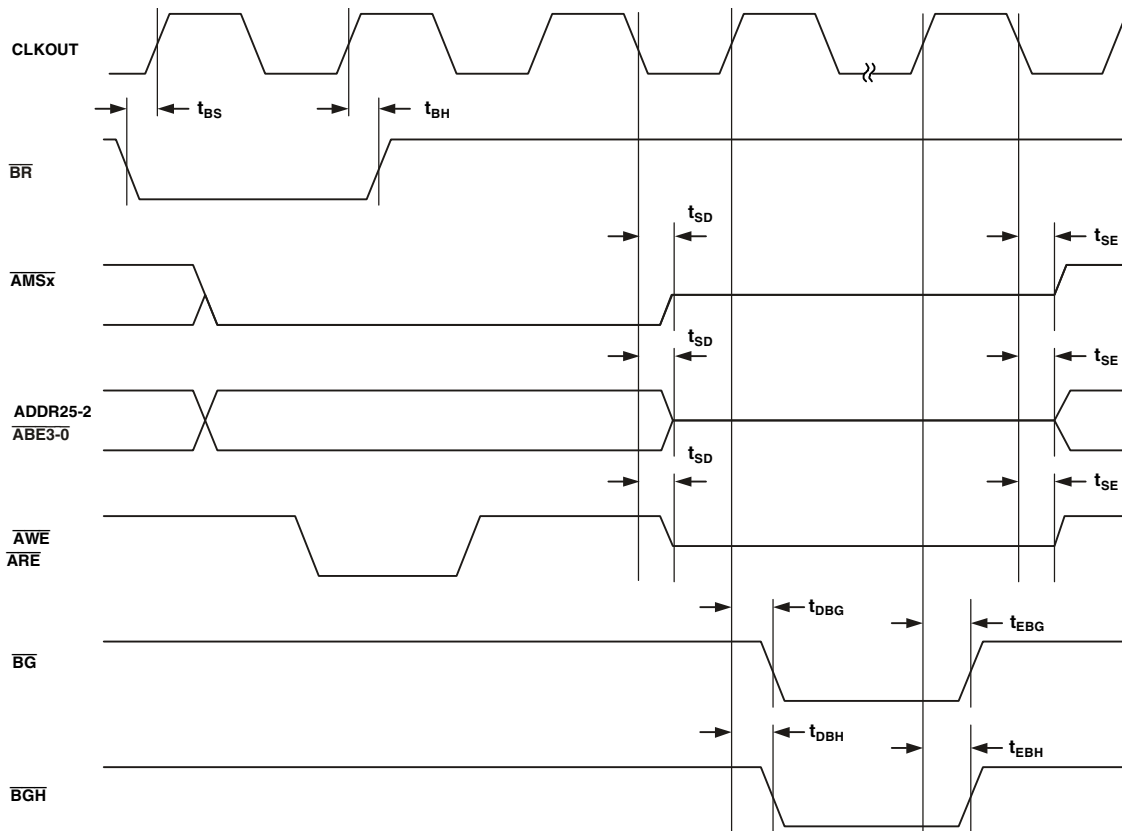 CLKOUT
tBS
tBH
BR
tSD
tSE
AMSx
tSD
tSE
ADDR25-2
ABE3-0
tSD
tSE
AWE
ARE
tDBG
tEBG
BG
tDBH
tEBH
BGH